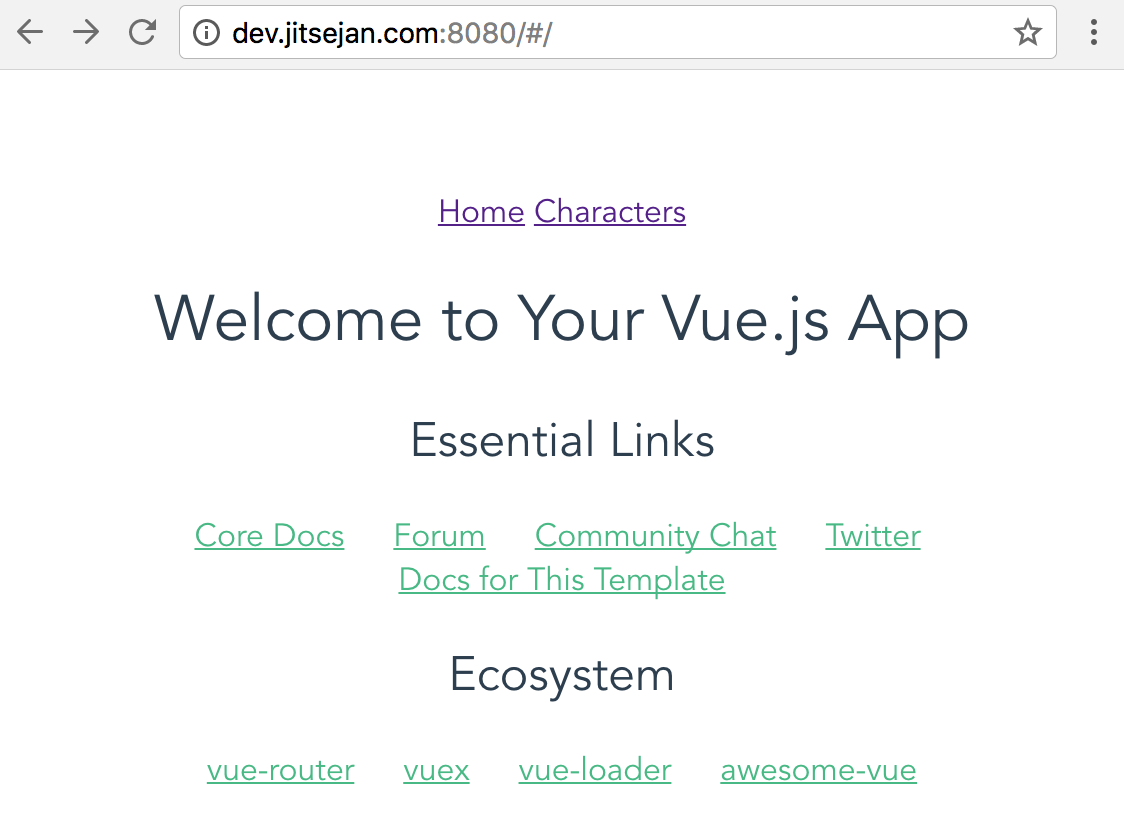 dev.jitsejan.com:8080/#/
Home Characters
Welcome to Your Vue.js App
Essential Links
Core Docs Forum Community Chat Twitter
Docs for This Template
Ecosystem
vue-router vuex vue-loader awesome-vue